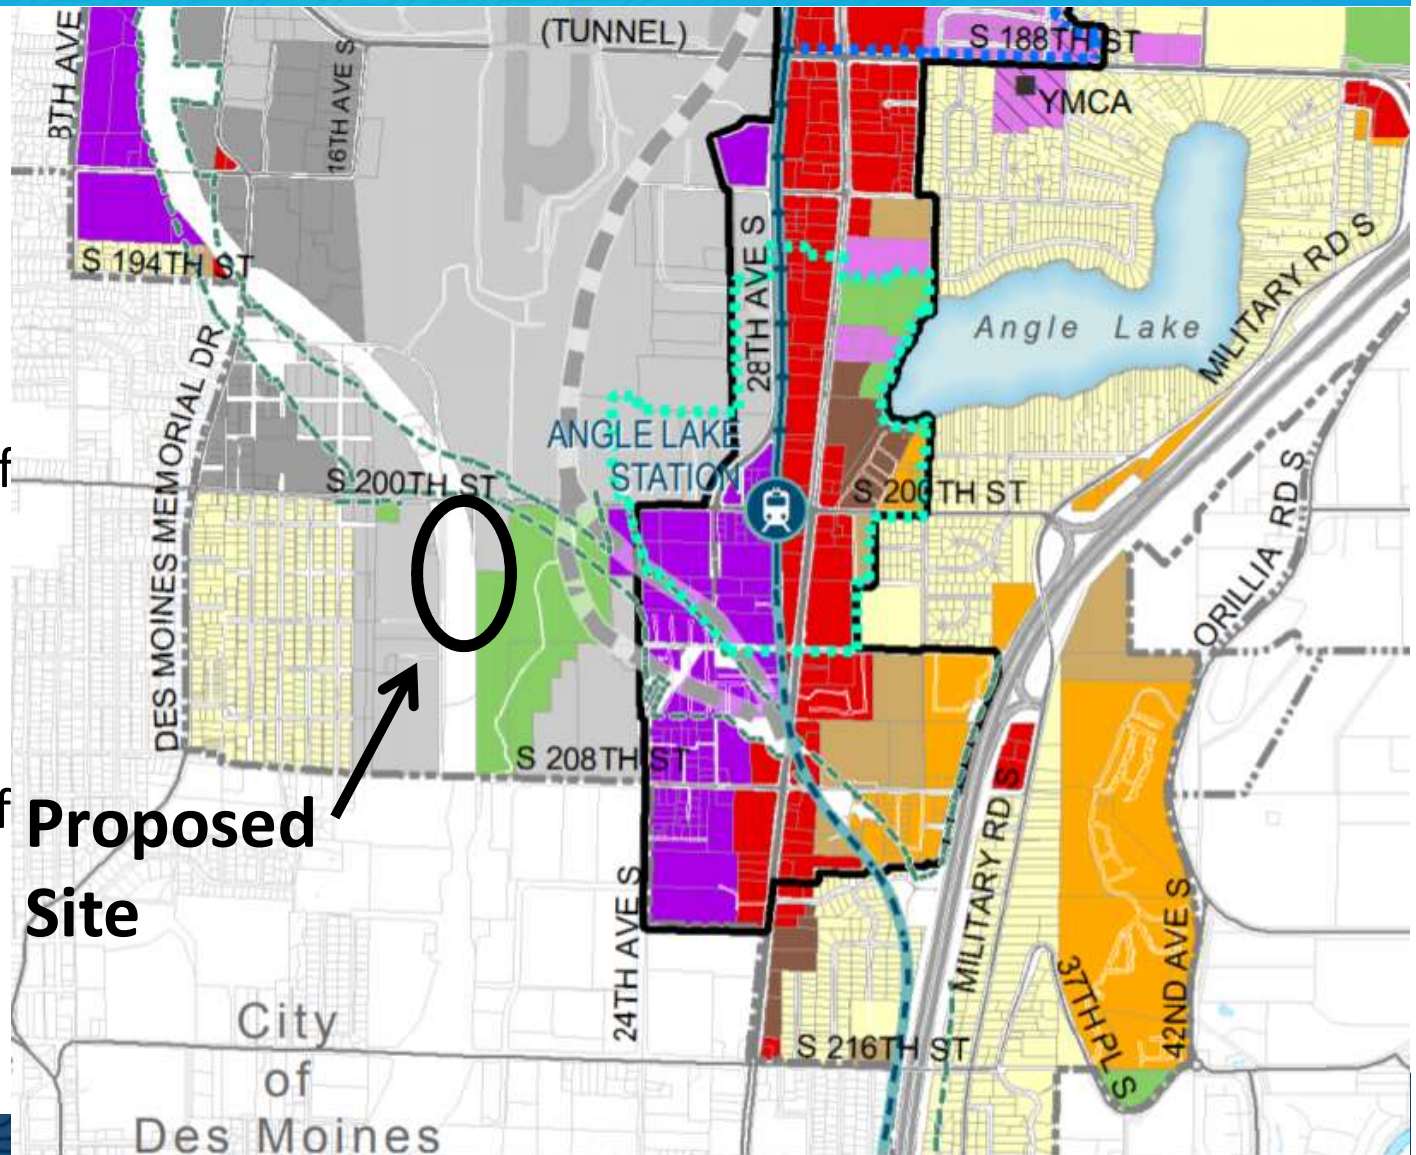 (TUNNEL)
S 188TH ST
8TH AVE
16TH AVE S
YMCA
S 194TH ST
28TH AVE S
MILITARY RD S
Angle Lake
DES MOINES MEMORIAL DR
ANGLE LAKE
STATION
f
S 200TH ST
S 200TH ST
ORILLIA RD S
S 208TH ST
f
Proposed
Site
MILITARY RD S
24TH AVE S
37TH PL S
42ND AVE S
City
of
Des Moines
S 216TH ST